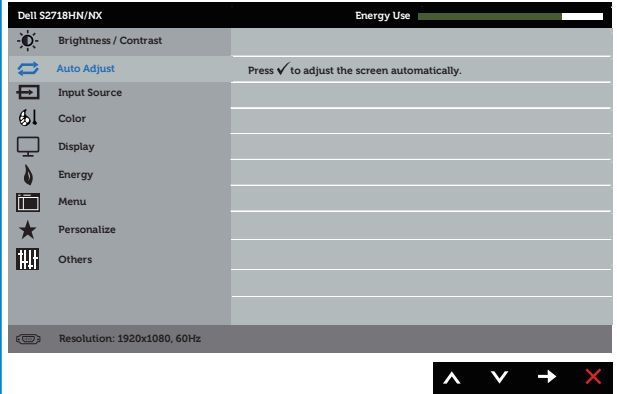 Dell S2718HN/NX Energy Use
Brightness / Contrast
Auto Adjust Press ✓ to adjust the screen automatically.
Input Source
Color
Display
Energy
Menu
Personalize
Others
Resolution: 1920x1080, 60Hz